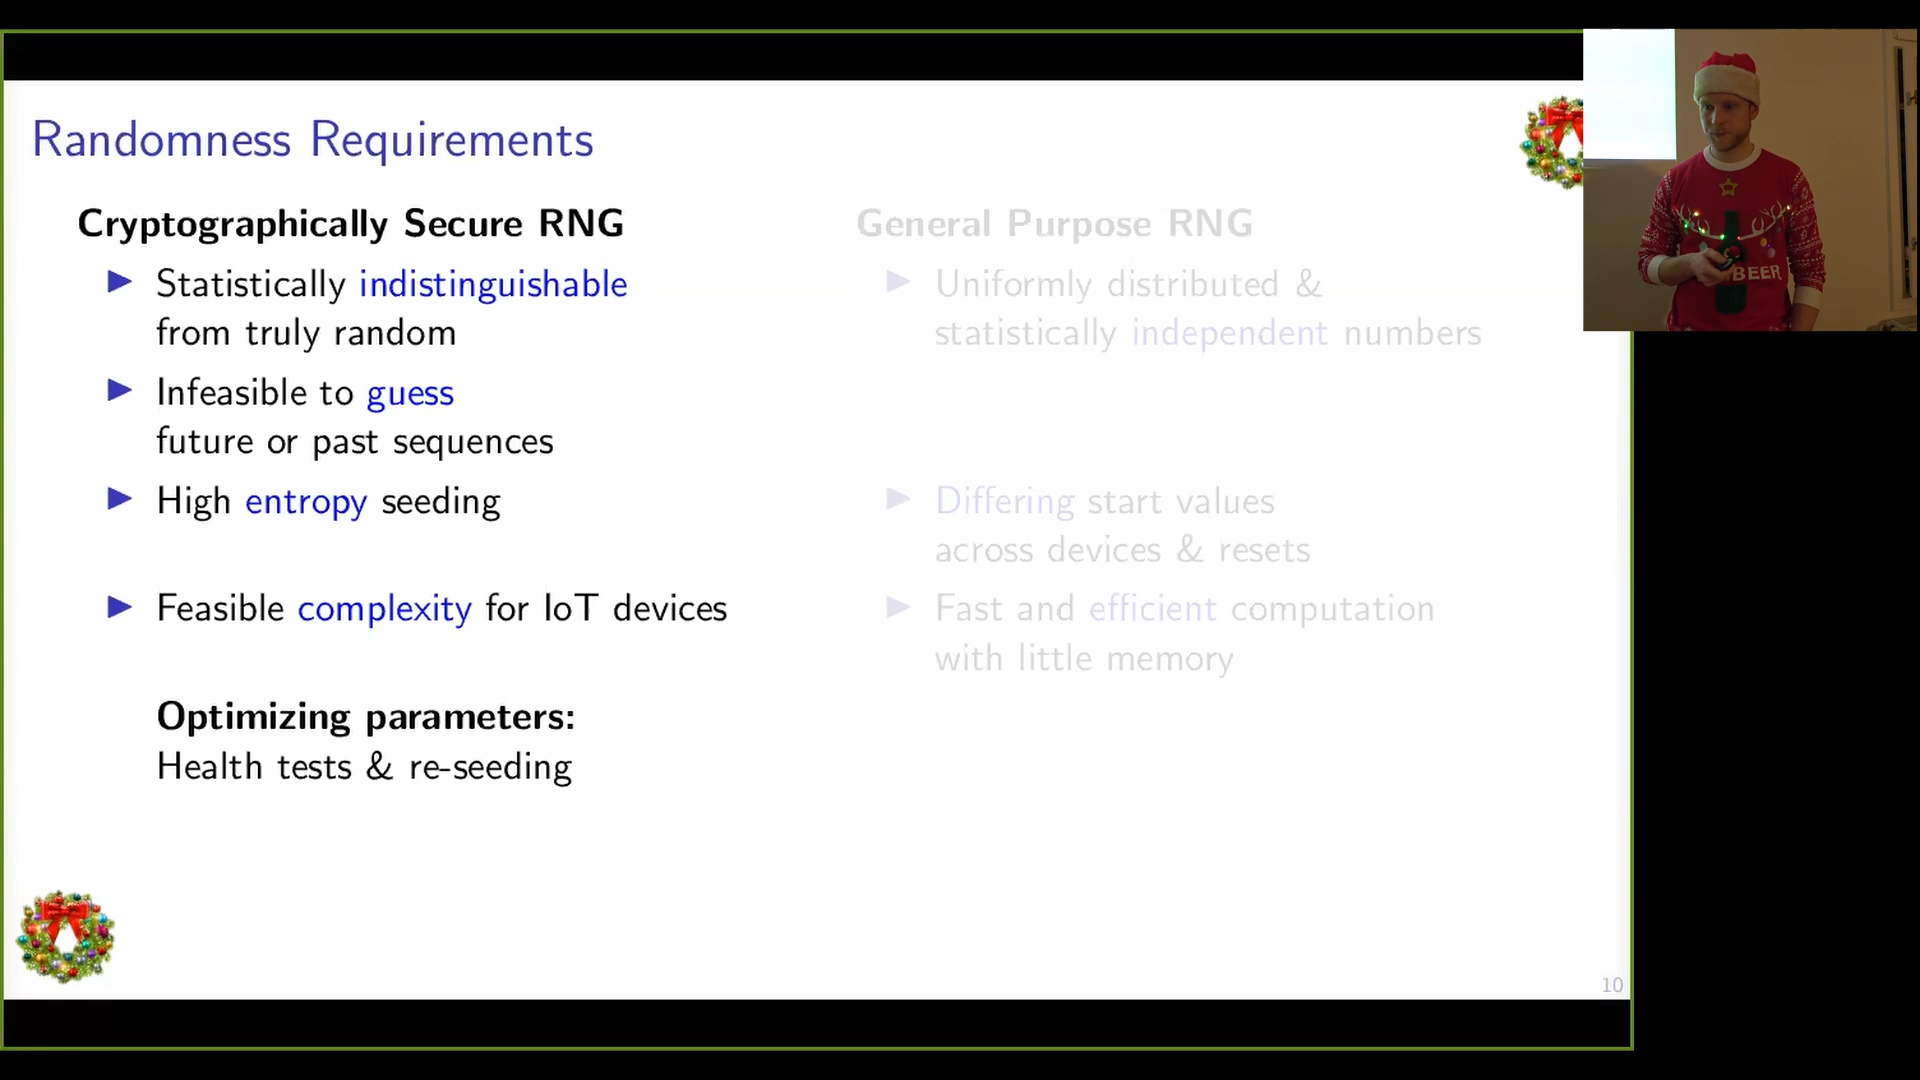 Randomness Requirements
Cryptographically Secure RNG
▶ Statistically indistinguishable
from truly random
▶ Infeasible to guess
future or past sequences
▶ High entropy seeding
▶ Feasible complexity for IoT devices
Optimizing parameters:
Health tests & re-seeding
General Purpose RNG
▶ Uniformly distributed &
statistically independent numbers
▶ Differing start values
across devices & resets
▶ Fast and efficient computation
with little memory
10
BEER